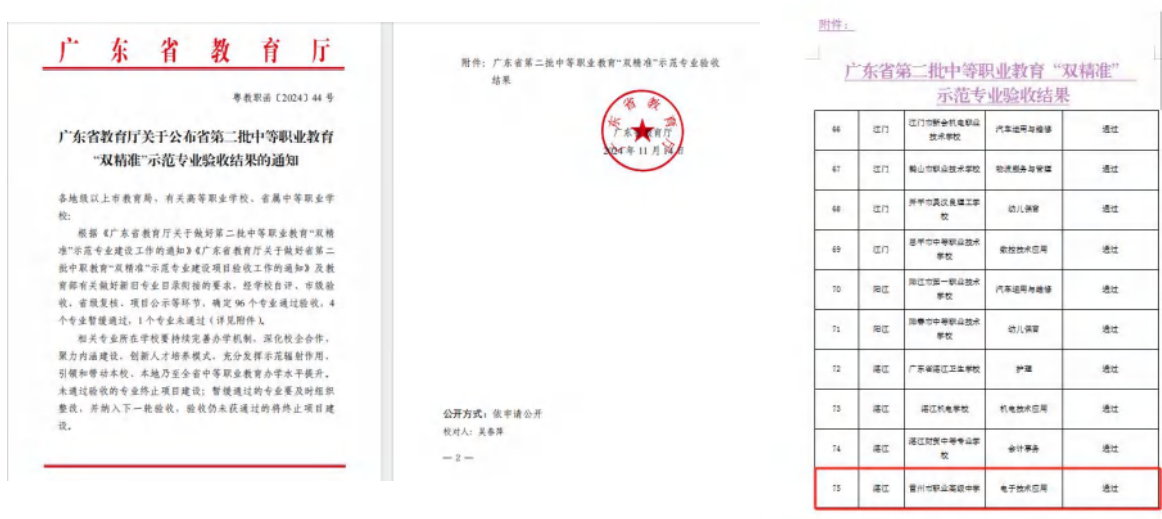 广东省教育厅
粤教职函〔2024〕44 号
广东省教育厅关于公布省第二批中等职业教育
“双精准”示范专业验收结果的通知
各地级以上市教育局,有关高等职业学校,省属中等职业学
校:
根据《广东省教育厅关于做好第二批中等职业教育“双精
准”示范专业建设工作的通知》《广东省教育厅关于做好省第二
批中职教育“双精准”示范专业建设项目验收工作的通知》及教
育部有关做好新旧专业目录衔接的要求,经学校自评、市级验
收、省级复核、项目公示等环节,确定 96 个专业通过验收,4
个专业暂缓通过,1 个专业未通过(详见附件)。
相关专业所在学校要持续完善办学机制,深化校企合作,
聚力内涵建设,创新人才培养模式,充分发挥示范辐射作用,
引领和带动本校、本地乃至全省中等职业教育办学水平提升。
未通过验收的专业终止项目建设;暂缓通过的专业要及时组织
整改,并纳入下一轮验收,验收仍未获通过的将终止项目建
设。
附件:广东省第二批中等职业教育“双精准”示范专业验收
结果
广东省教育厅
广东省教育厅
2024 年 11 月 14 日
公开方式:依申请公开
校对人:吴春萍
— 2 —
附件:
广东省第二批中等职业教育“双精准”
示范专业验收结果
66 江门 江门市新会机电职业技术学校 汽车运用与维修 通过
67 江门 鹤山市职业技术学校 物流服务与管理 通过
68 江门 开平市吴汉良理工学校 幼儿保育 通过
69 江门 恩平市中等职业技术学校 数控技术应用 通过
70 阳江 阳江市第一职业技术学校 汽车运用与维修 通过
71 阳江 阳春市中等职业技术学校 幼儿保育 通过
72 湛江 广东省湛江卫生学校 护理 通过
73 湛江 湛江机电学校 机电技术应用 通过
74 湛江 湛江财贸中等专业学校 会计事务 通过
75 湛江 雷州市职业高级中学 电子技术应用 通过